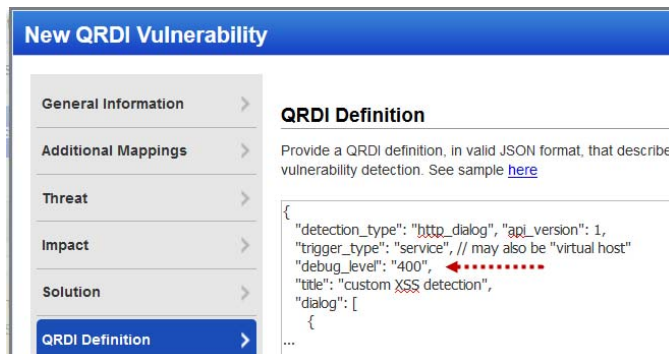 New QRDI Vulnerability
General Information
Additional Mappings
Threat
Impact
Solution
QRDI Definition
QRDI Definition
Provide a QRDI definition, in valid JSON format, that describe
vulnerability detection. See sample here
{
"detection_type": "http_dialog", "api_version": 1,
"trigger_type": "service", // may also be "virtual host"
"debug_level": "400",
"title": "custom XSS detection",
"dialog": [
{
...